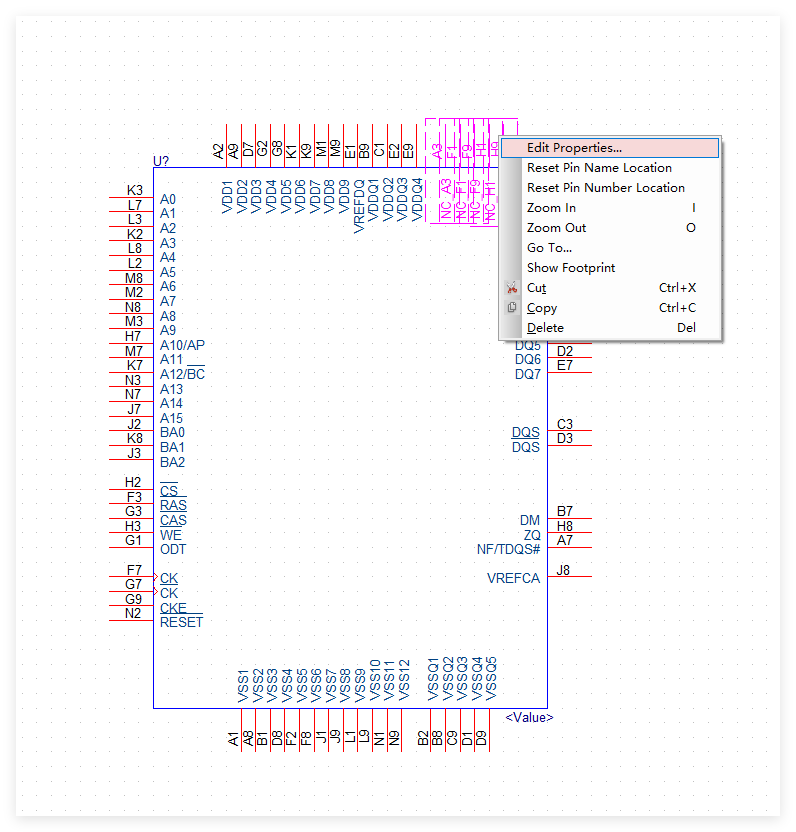 A2 A9 D7 G2 G8 K1 K9 M1 M9 E1 B9 C1 E2 E9 A3 F1 F9 H1 H9
U?
VDD1 VDD2 VDD3 VDD4 VDD5 VDD6 VDD7 VDD8 VDD9 VREFDQ VDDQ1 VDDQ2 VDDQ3 VDDQ4 NC_A3 NC_F1 NC_F9 NC_H1
Edit Properties...
Reset Pin Name Location
Reset Pin Number Location
Zoom In I
Zoom Out O
Go To...
Show Footprint
Cut Ctrl+X
Copy Ctrl+C
Delete Del
K3 A0
L7 A1
L3 A2
K2 A3
L8 A4
L2 A5
M8 A6
M2 A7
N8 A8
M3 A9
H7 A10/AP
M7 A11
K7 A12/BC
N3 A13
N7 A14
J7 A15
J2 BA0
K8 BA1
J3 BA2
H2 CS
F3 RAS
G3 CAS
H3 WE
G1 ODT
F7 CK
G7 CK
G9 CKE
N2 RESET
DQ5
DQ6 D2
DQ7 E7
DQS C3
DQS D3
DM B7
ZQ H8
NF/TDQS# A7
VREFCA J8
VSS1 VSS2 VSS3 VSS4 VSS5 VSS6 VSS7 VSS8 VSS9 VSS10 VSS11 VSS12 VSSQ1 VSSQ2 VSSQ3 VSSQ4 VSSQ5
<Value>
A1 A8 B1 D8 F2 F8 J1 J9 L1 L9 N1 N9 B2 B8 C9 D1 D9